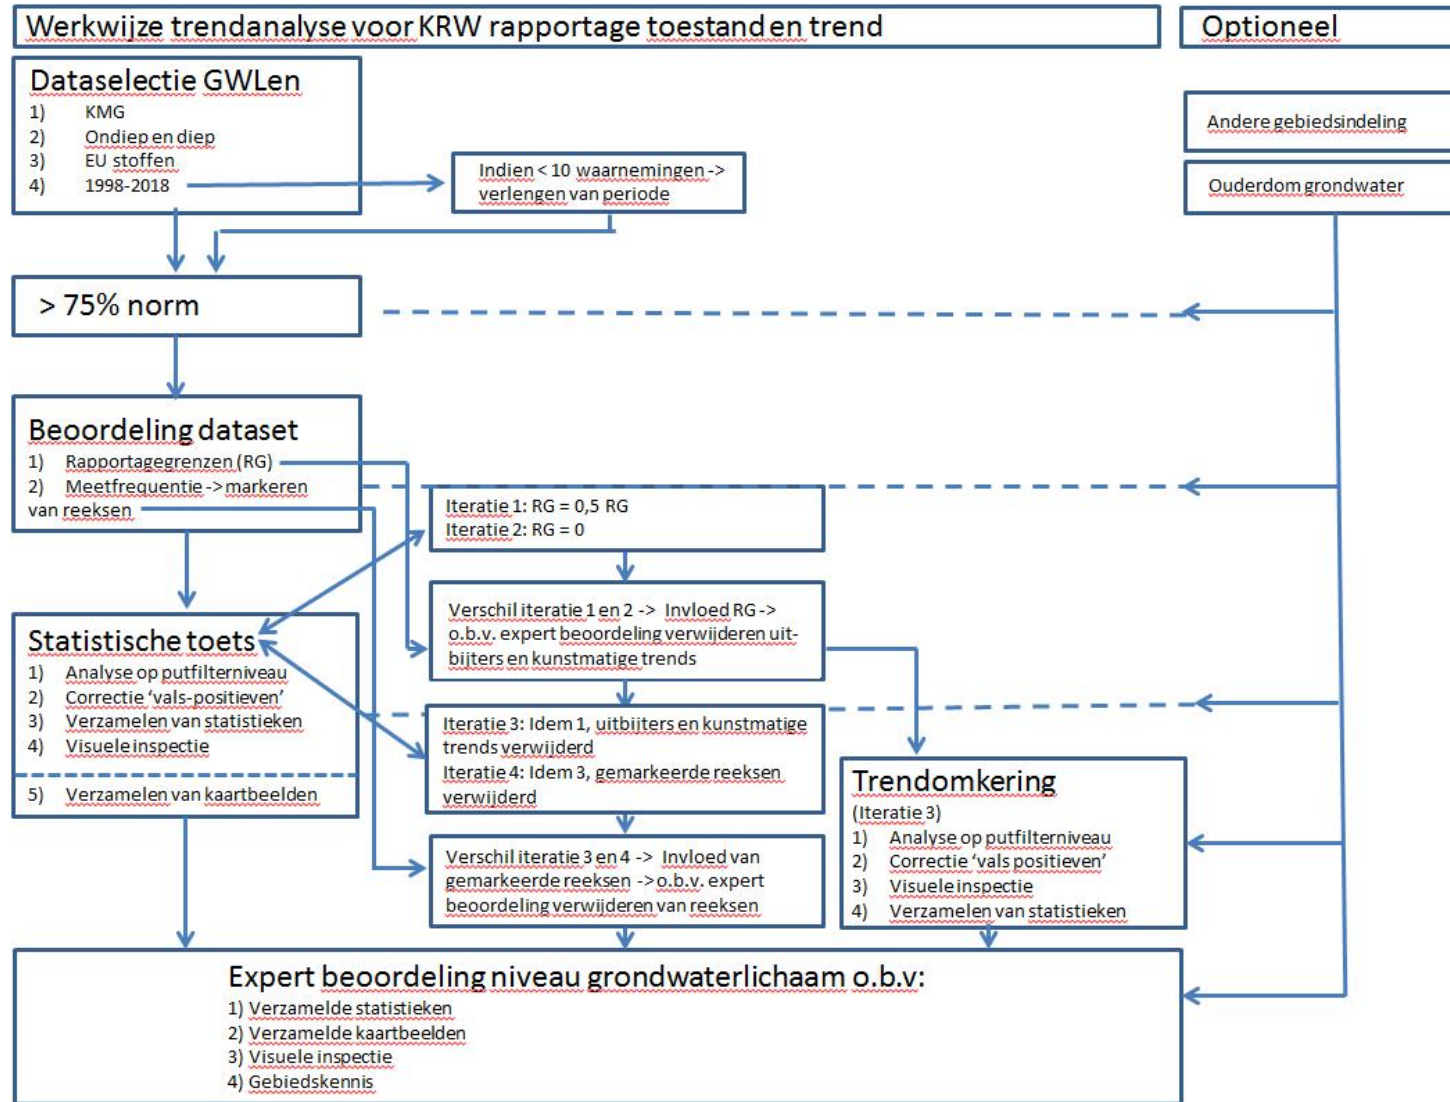 Werkwijze trendanalyse voor KRW rapportage toestand en trend
Optioneel
Dataselectie GWLen
1) KMG
2) Ondiep en diep
3) EU stoffen
4) 1998-2018
Indien < 10 waarnemingen ->
verlengen van periode
Andere gebiedsindeling
Ouderdom grondwater
> 75% norm
Beoordeling dataset
1) Rapportagegrenzen (RG)
2) Meetfrequentie -> markeren
van reeksen
Iteratie 1: RG = 0,5 RG
Iteratie 2: RG = 0
Verschil iteratie 1 en 2 -> Invloed RG ->
o.b.v. expert beoordeling verwijderen uit-
bijters en kunstmatige trends
Statistische toets
1) Analyse op putfilterniveau
2) Correctie ‘vals-positieven’
3) Verzamelen van statistieken
4) Visuele inspectie
5) Verzamelen van kaartbeelden
Iteratie 3: Idem 1, uitbijters en kunstmatige
trends verwijderd
Iteratie 4: Idem 3, gemarkeerde reeksen
verwijderd
Verschil iteratie 3 en 4 -> Invloed van
gemarkeerde reeksen -> o.b.v. expert
beoordeling verwijderen van reeksen
Trendomkering
(Iteratie 3)
1) Analyse op putfilterniveau
2) Correctie ‘vals positieven’
3) Visuele inspectie
4) Verzamelen van statistieken
Expert beoordeling niveau grondwaterlichaam o.b.v:
1) Verzamelde statistieken
2) Verzamelde kaartbeelden
3) Visuele inspectie
4) Gebiedskennis